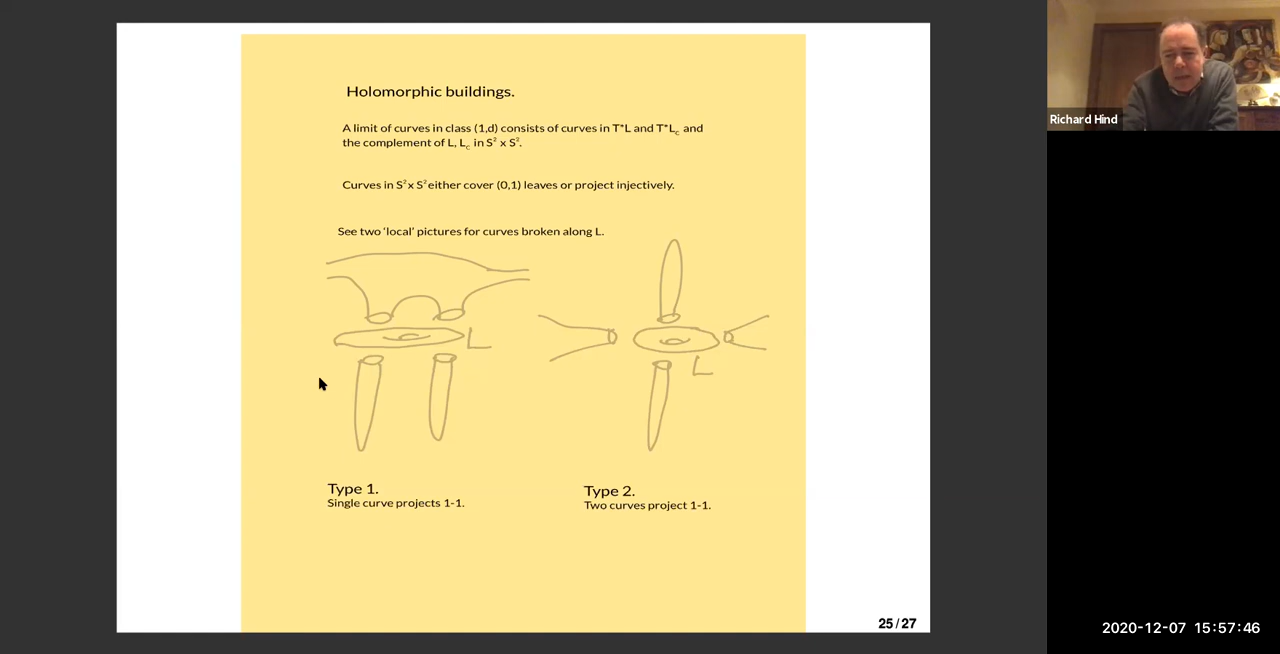 Holomorphic buildings.
A limit of curves in class (1,d) consists of curves in T*L and T*L_c and
the complement of L, L_c in S² x S².
Curves in S² x S² either cover (0,1) leaves or project injectively.
See two 'local' pictures for curves broken along L.
L
L
Type 1.
Single curve projects 1-1.
Type 2.
Two curves project 1-1.
25 / 27
Richard Hind
2020-12-07 15:57:46